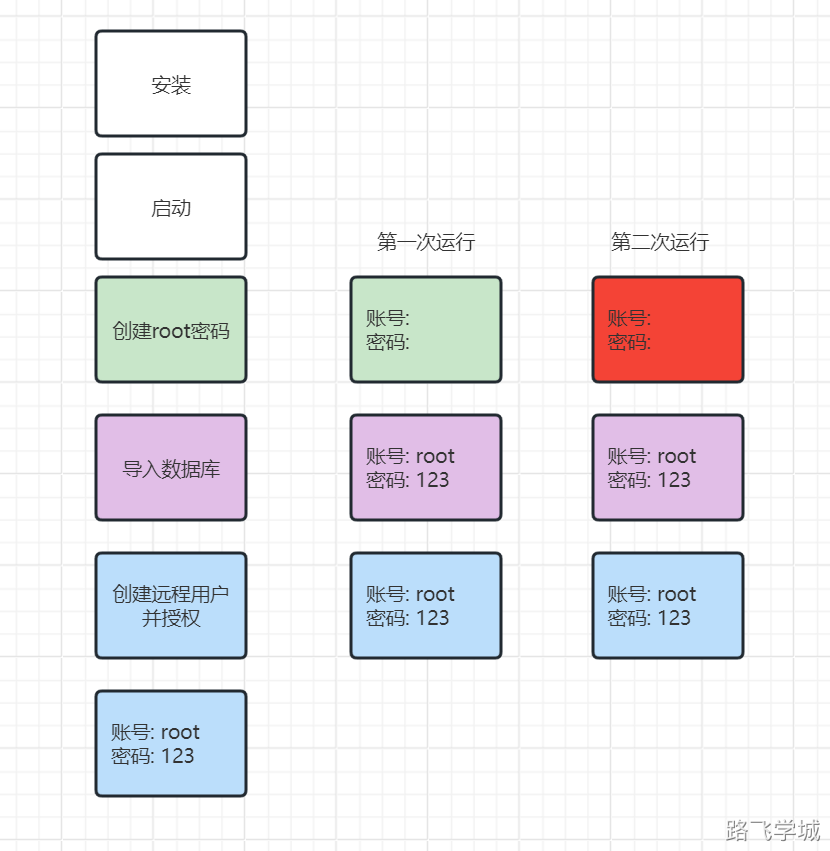 安装
启动
第一次运行
第二次运行
创建root密码
账号:
密码:
账号:
密码:
导入数据库
账号: root
密码: 123
账号: root
密码: 123
创建远程用户
并授权
账号: root
密码: 123
账号: root
密码: 123
账号: root
密码: 123
路飞学城